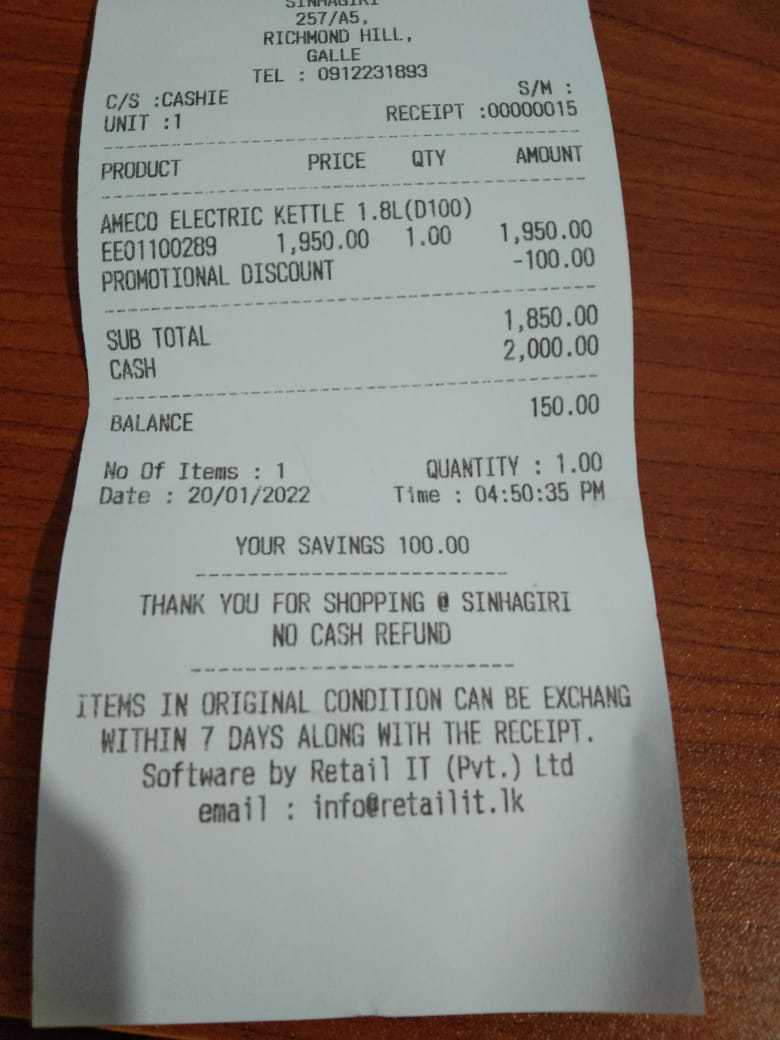 SINHAGIRI
257/A5,
RICHMOND HILL,
GALLE
TEL : 0912231893
C/S :CASHIE S/M :
UNIT :1 RECEIPT :00000015
PRODUCT PRICE QTY AMOUNT
AMECO ELECTRIC KETTLE 1.8L(D100)
EE01100289 1,950.00 1.00 1,950.00
PROMOTIONAL DISCOUNT -100.00
SUB TOTAL 1,850.00
CASH 2,000.00
BALANCE 150.00
No Of Items : 1 QUANTITY : 1.00
Date : 20/01/2022 Time : 04:50:35 PM
YOUR SAVINGS 100.00
THANK YOU FOR SHOPPING @ SINHAGIRI
NO CASH REFUND
ITEMS IN ORIGINAL CONDITION CAN BE EXCHANG
WITHIN 7 DAYS ALONG WITH THE RECEIPT.
Software by Retail IT (Pvt.) Ltd
email : info@retailit.lk